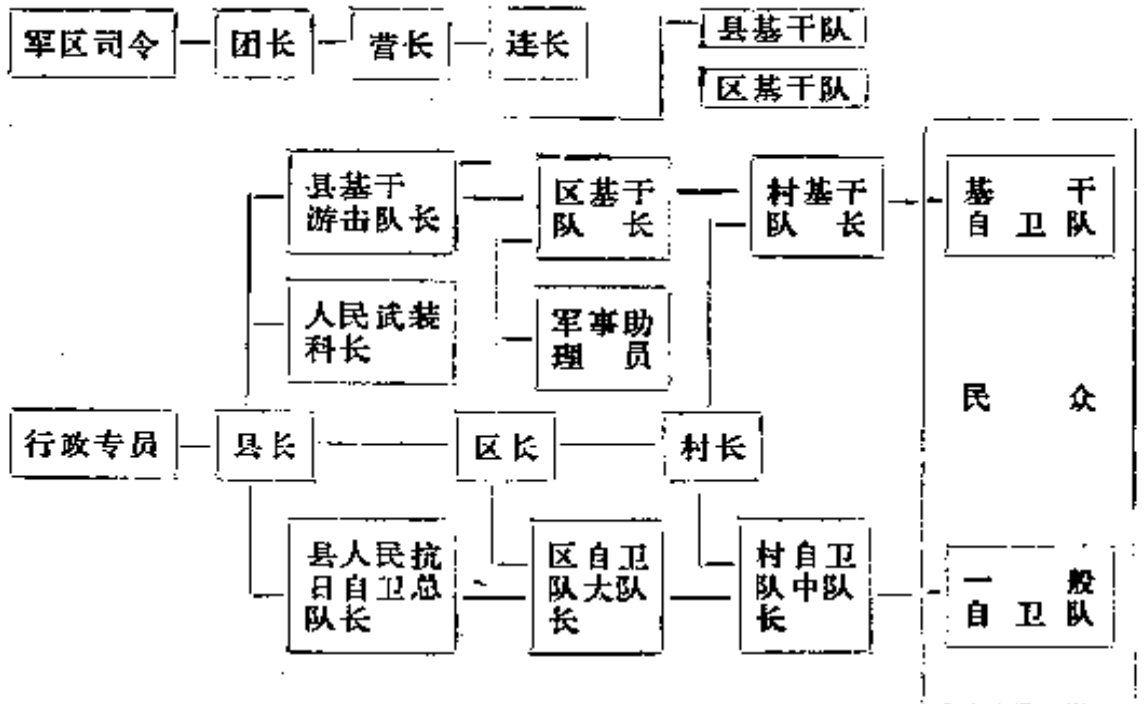 军区司令
团长
营长
连长
县基干队
区基干队
县基干
游击队长
区基干
队长
村基干
队长
基干
自卫队
人民武装
科长
军事助
理员
民众
行政专员
县长
区长
村长
县人民抗
日自卫总
队长
区自卫
队大队
长
村自卫
队中队
长
一般
自卫队